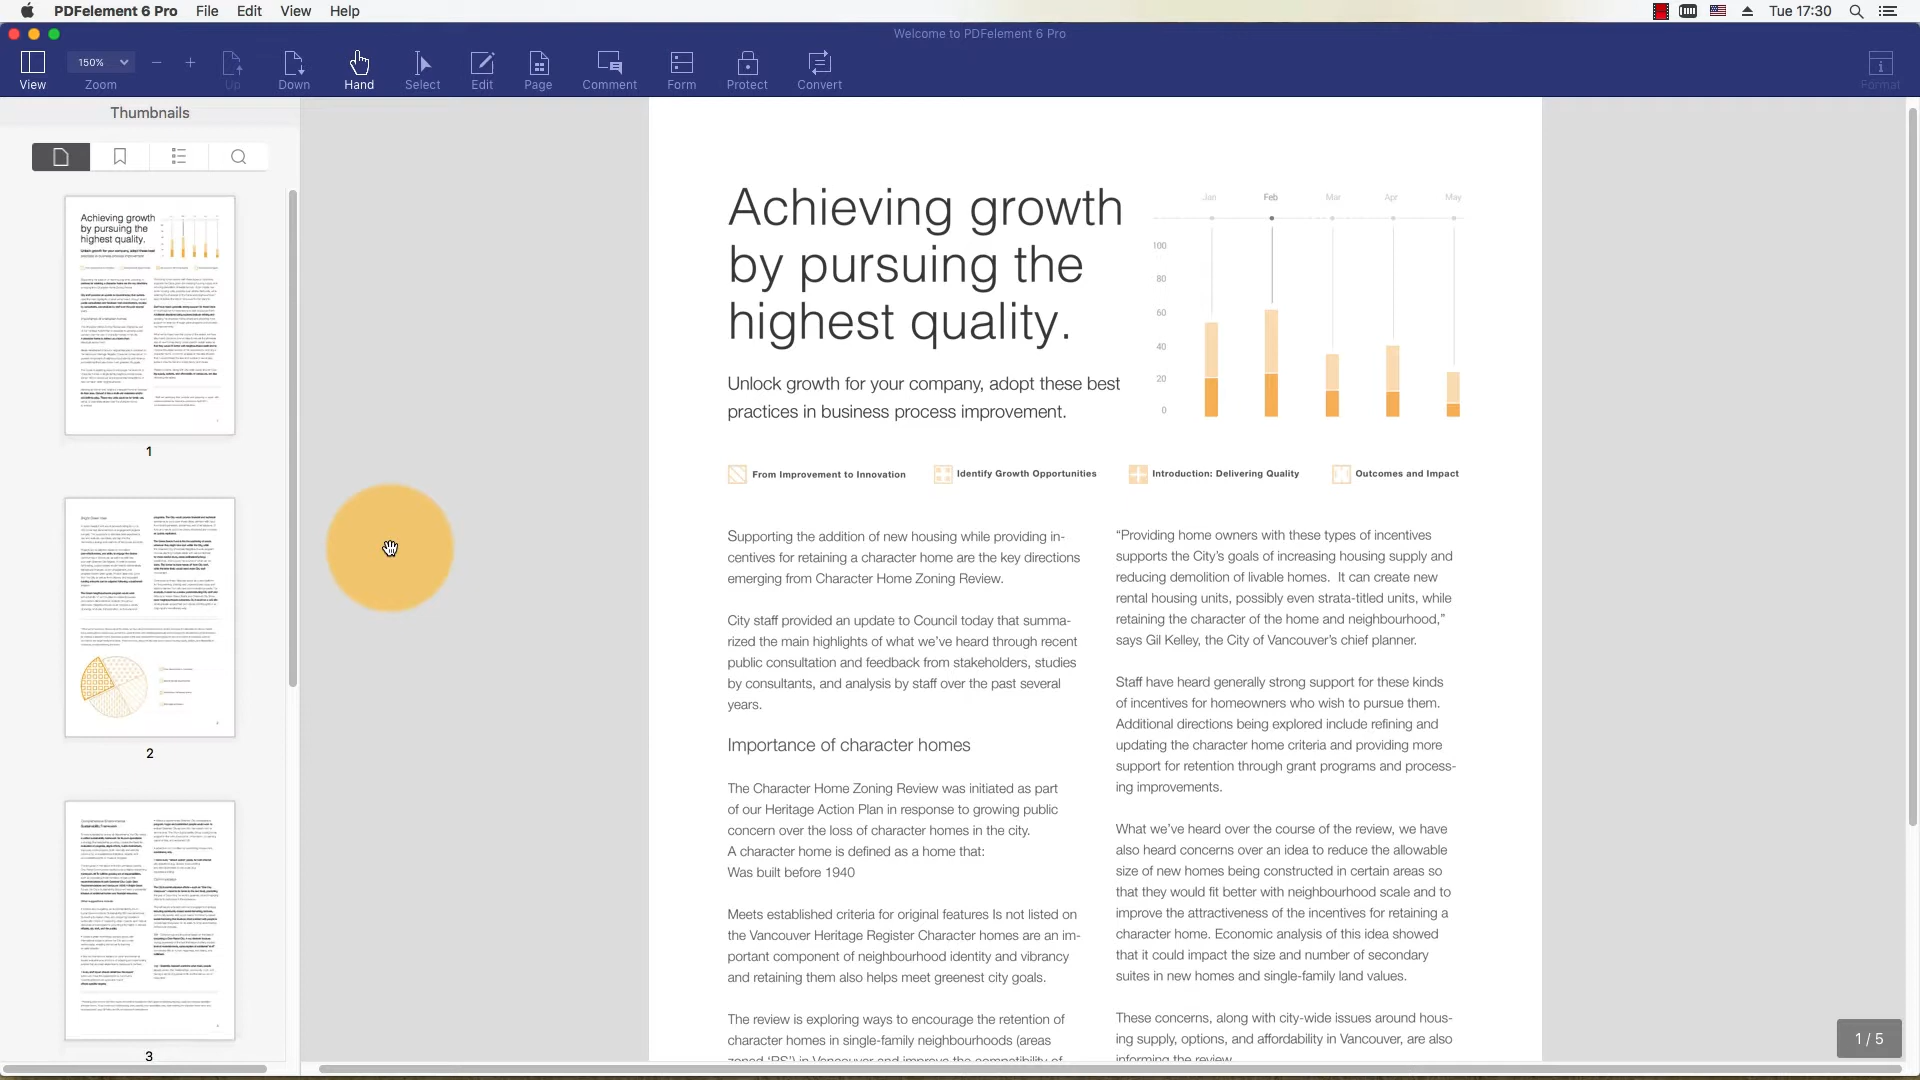 PDFelement 6 Pro File Edit View Help
Tue 17:30
Welcome to PDFelement 6 Pro
150%
View Zoom Up Down Hand Select Edit Page Comment Form Protect Convert Format
Thumbnails
Achieving growth
by pursuing the
highest quality.
1
2
3
Achieving growth
by pursuing the
highest quality.
Unlock growth for your company, adopt these best
practices in business process improvement.
Jan Feb Mar Apr May
100
80
60
40
20
0
From Improvement to Innovation Identify Growth Opportunities Introduction: Delivering Quality Outcomes and Impact
Supporting the addition of new housing while providing in-
centives for retaining a character home are the key directions
emerging from Character Home Zoning Review.
City staff provided an update to Council today that summa-
rized the main highlights of what we've heard through recent
public consultation and feedback from stakeholders, studies
by consultants, and analysis by staff over the past several
years.
Importance of character homes
The Character Home Zoning Review was initiated as part
of our Heritage Action Plan in response to growing public
concern over the loss of character homes in the city.
A character home is defined as a home that:
Was built before 1940
Meets established criteria for original features Is not listed on
the Vancouver Heritage Register Character homes are an im-
portant component of neighbourhood identity and vibrancy
and retaining them also helps meet greenest city goals.
The review is exploring ways to encourage the retention of
character homes in single-family neighbourhoods (areas
zoned 'RS') in Vancouver and improve the compatibility of
“Providing home owners with these types of incentives
supports the City's goals of increasing housing supply and
reducing demolition of livable homes. It can create new
rental housing units, possibly even strata-titled units, while
retaining the character of the home and neighbourhood,”
says Gil Kelley, the City of Vancouver's chief planner.
Staff have heard generally strong support for these kinds
of incentives for homeowners who wish to pursue them.
Additional directions being explored include refining and
updating the character home criteria and providing more
support for retention through grant programs and process-
ing improvements.
What we've heard over the course of the review, we have
also heard concerns over an idea to reduce the allowable
size of new homes being constructed in certain areas so
that they would fit better with neighbourhood scale and to
improve the attractiveness of the incentives for retaining a
character home. Economic analysis of this idea showed
that it could impact the size and number of secondary
suites in new homes and single-family land values.
These concerns, along with city-wide issues around hous-
ing supply, options, and affordability in Vancouver, are also
informing the review.
1 / 5